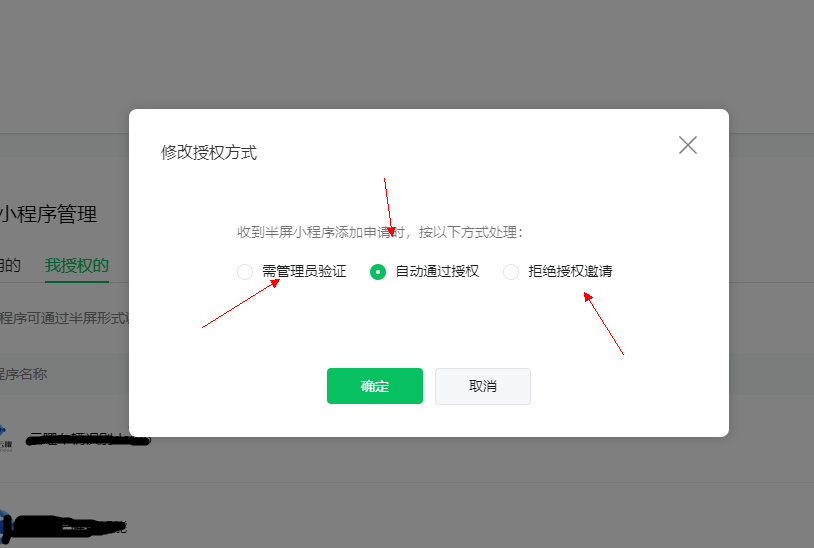 修改授权方式
小程序管理
收到半屏小程序添加申请时，按以下方式处理：
用的 我授权的
需管理员验证 自动通过授权 拒绝授权邀请
程序可通过半屏形式
程序名称
确定 取消